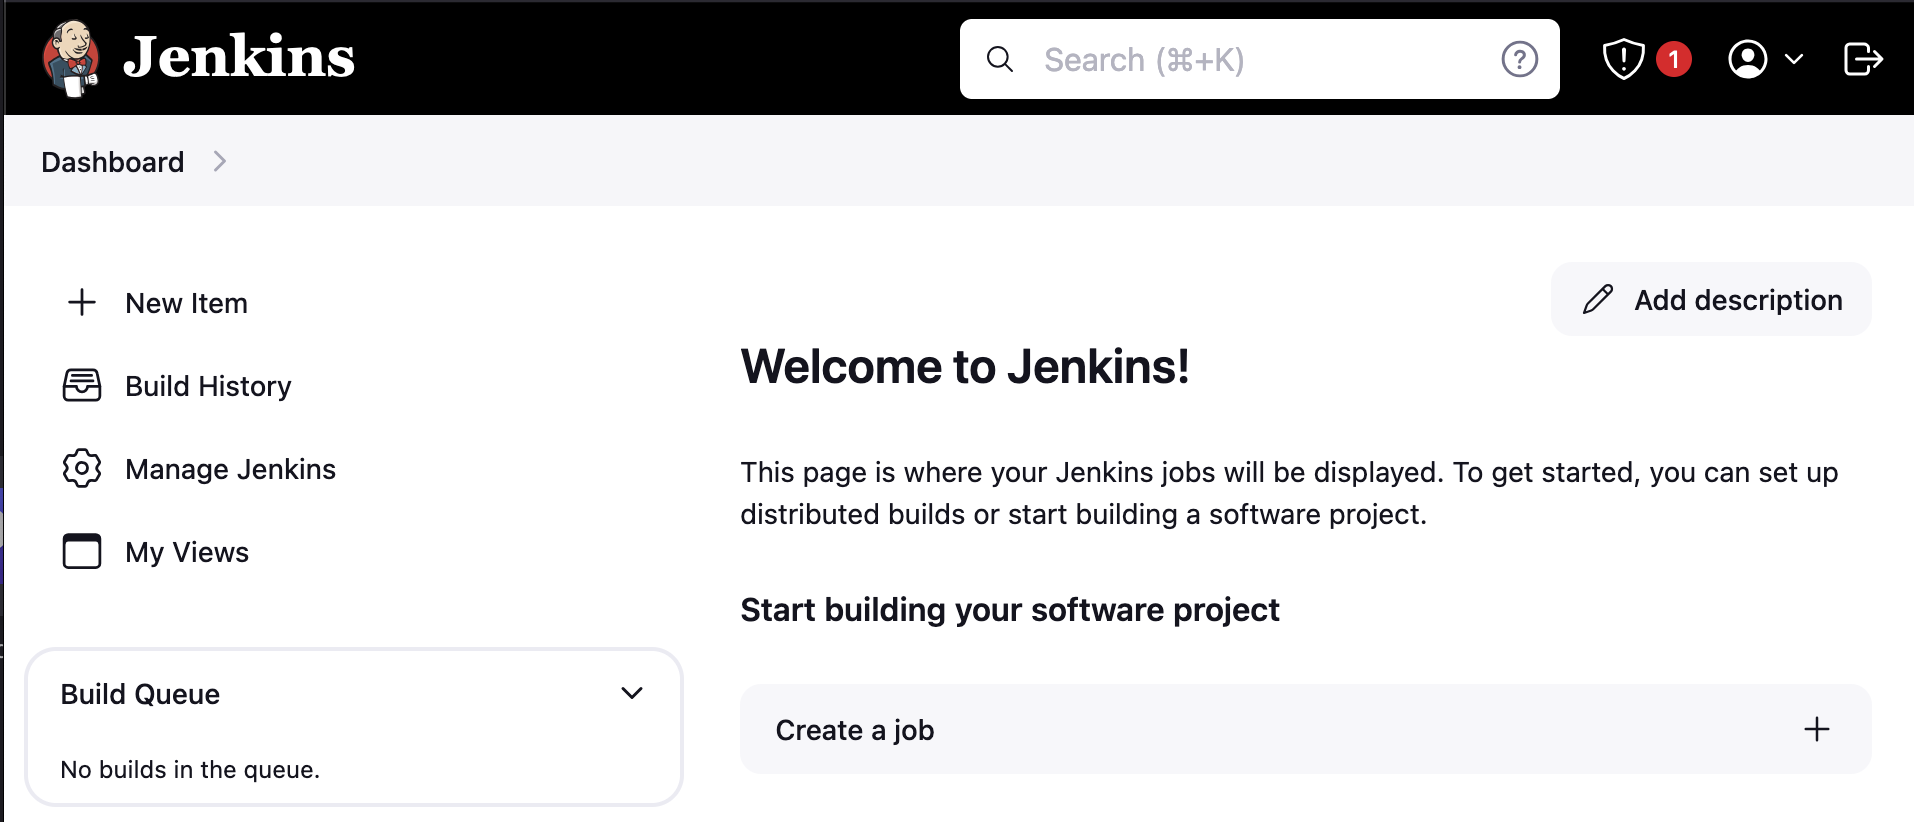 Jenkins
Search (⌘+K)
?
1
Dashboard
New Item
Build History
Manage Jenkins
My Views
Build Queue
No builds in the queue.
Add description
Welcome to Jenkins!
This page is where your Jenkins jobs will be displayed. To get started, you can set up
distributed builds or start building a software project.
Start building your software project
Create a job